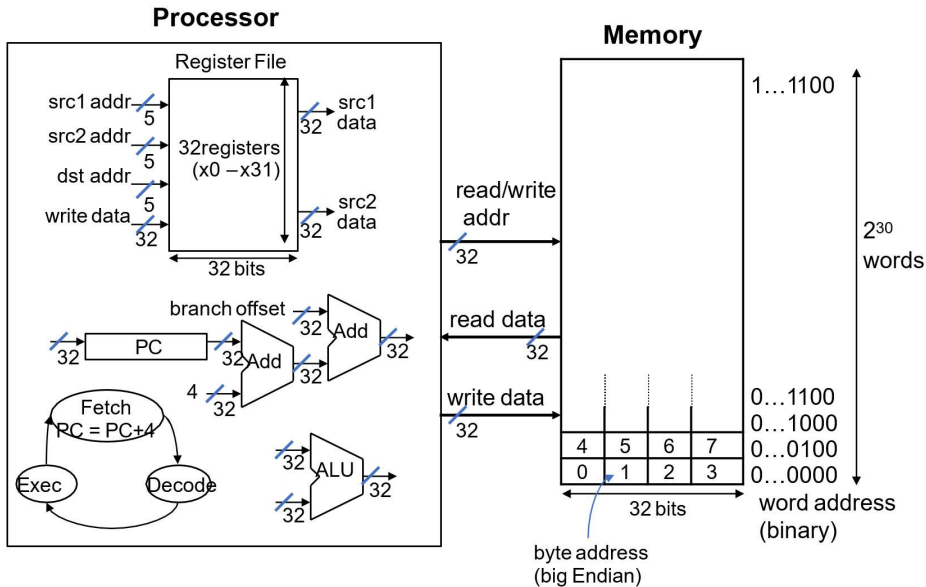 Processor
Register File
src1 addr
5
src2 addr
5
dst addr
5
write data
32
32registers
(x0 –x31)
32 bits
src1
data
32
src2
data
32
branch offset
32
PC
32
32
Add
4
32
32
Add
32
Fetch
PC = PC+4
Exec
Decode
32
ALU
32
32
read/write
addr
32
read data
32
write data
32
Memory
1…1100
2³⁰
words
0…1100
0…1000
4 5 6 7
0…0100
0 1 2 3
0…0000
32 bits
word address
(binary)
byte address
(big Endian)